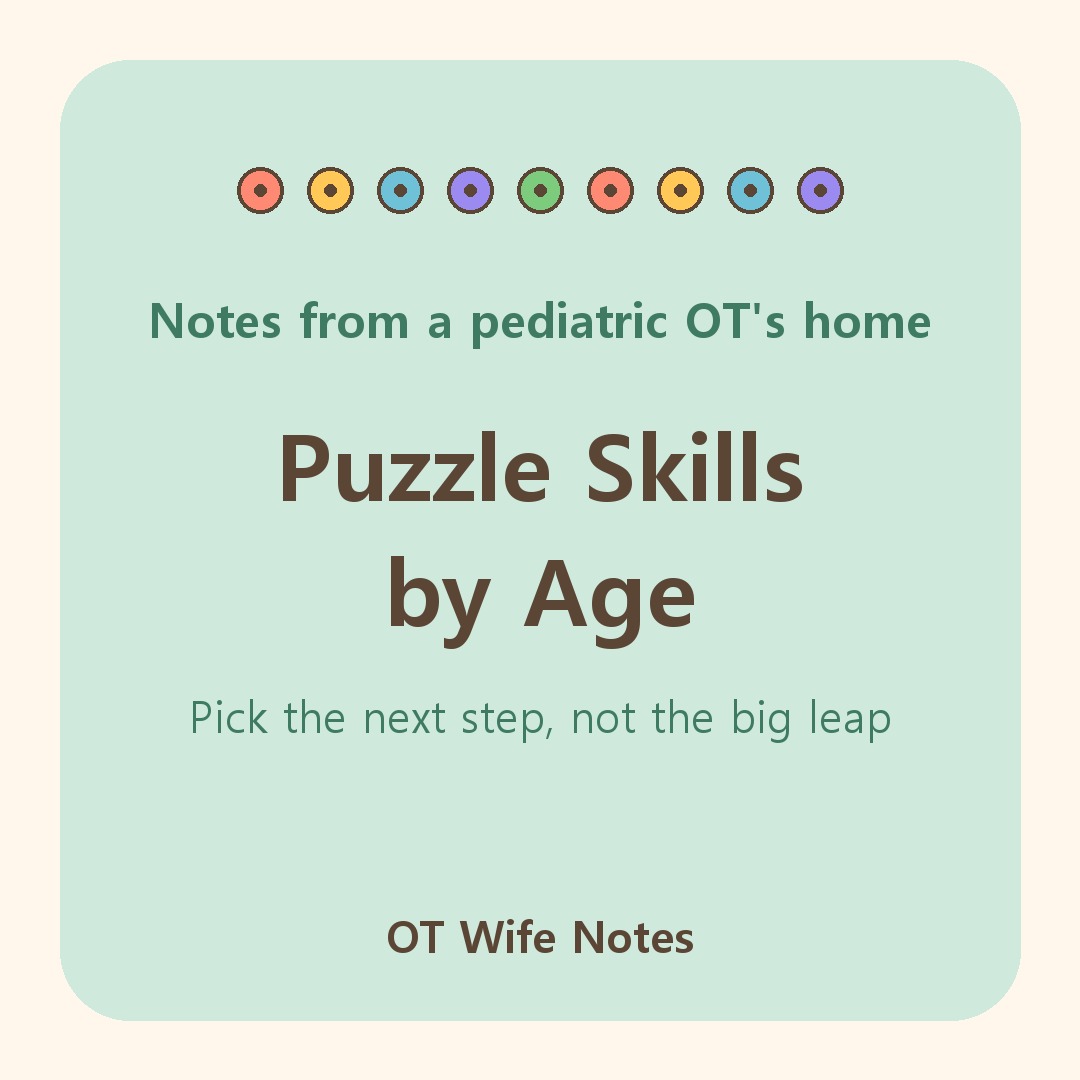 Notes from a pediatric OT's home
Puzzle Skills
by Age
Pick the next step, not the big leap
OT Wife Notes